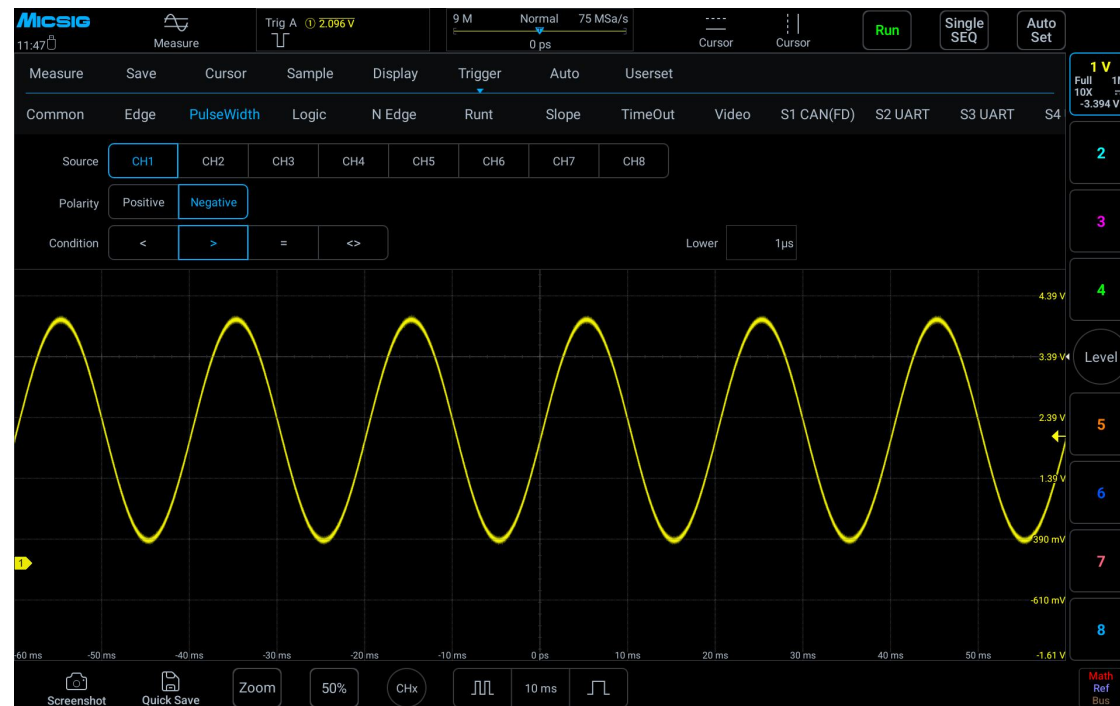 Micsig
11:47
Measure
Trig A ① 2.096 V
9 M Normal 75 MSa/s
0 ps
Cursor
Cursor
Run
Single SEQ
Auto Set
Measure Save Cursor Sample Display Trigger Auto Userset
Common Edge PulseWidth Logic N Edge Runt Slope TimeOut Video S1 CAN(FD) S2 UART S3 UART S4
1 V
Full 1M
10X
-3.394 V
Source CH1 CH2 CH3 CH4 CH5 CH6 CH7 CH8
Polarity Positive Negative
Condition < > = <> Lower 1μs
2
3
4
Level
5
6
7
8
4.39 V
3.39 V
2.39 V
1.39 V
390 mV
-610 mV
-1.61 V
1
-60 ms -50 ms -40 ms -30 ms -20 ms -10 ms 0 ps 10 ms 20 ms 30 ms 40 ms 50 ms
Screenshot
Quick Save
Zoom
50%
CHx
10 ms
Math
Ref
Bus